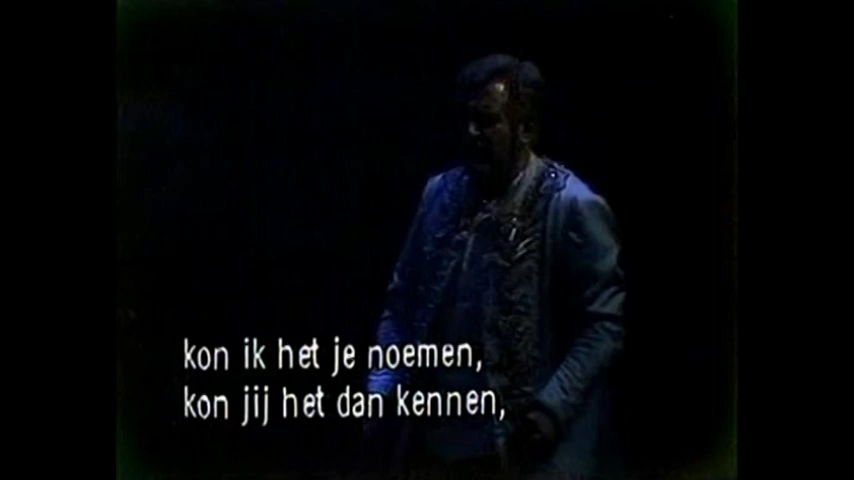 kon ik het je noemen,
kon jij het dan kennen,